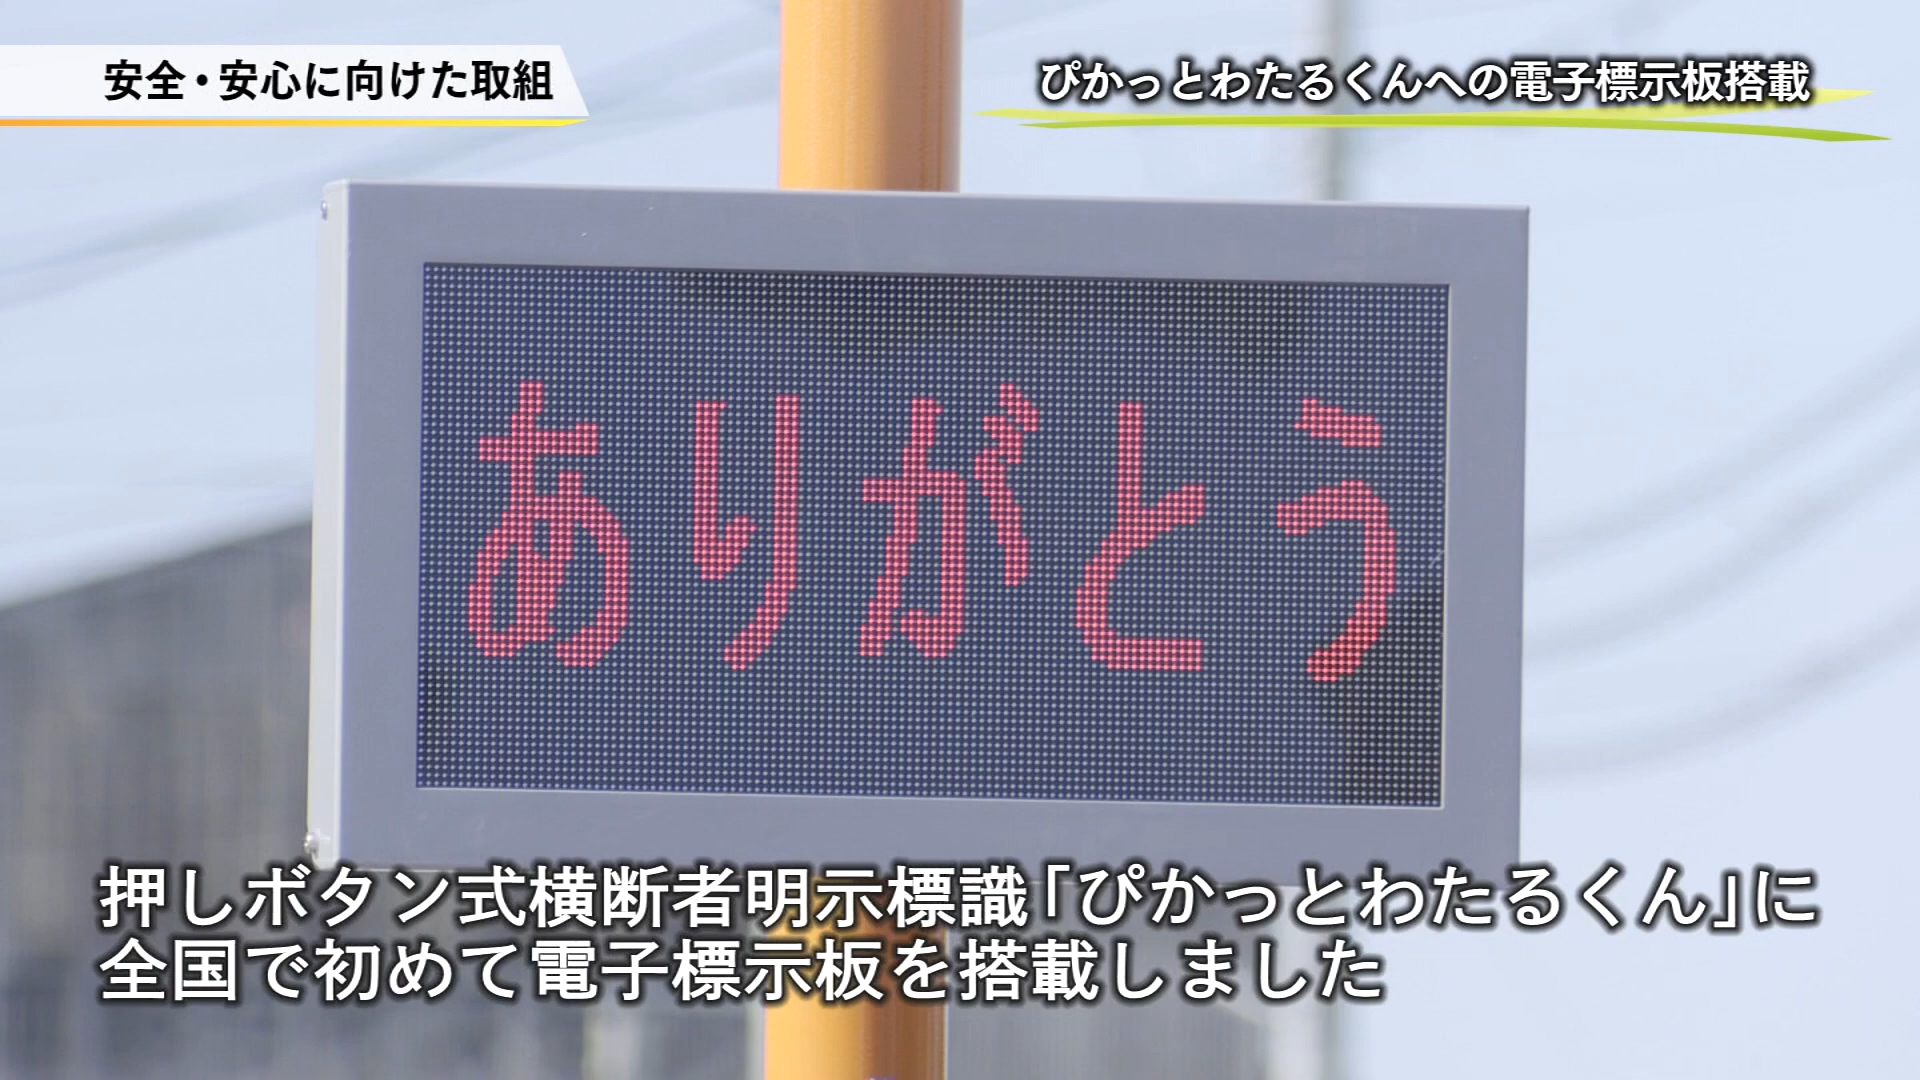 安全・安心に向けた取組
ぴかっとわたるくんへの電子標示板搭載
ありがとう
押しボタン式横断者明示標識「ぴかっとわたるくん」に
全国で初めて電子標示板を搭載しました